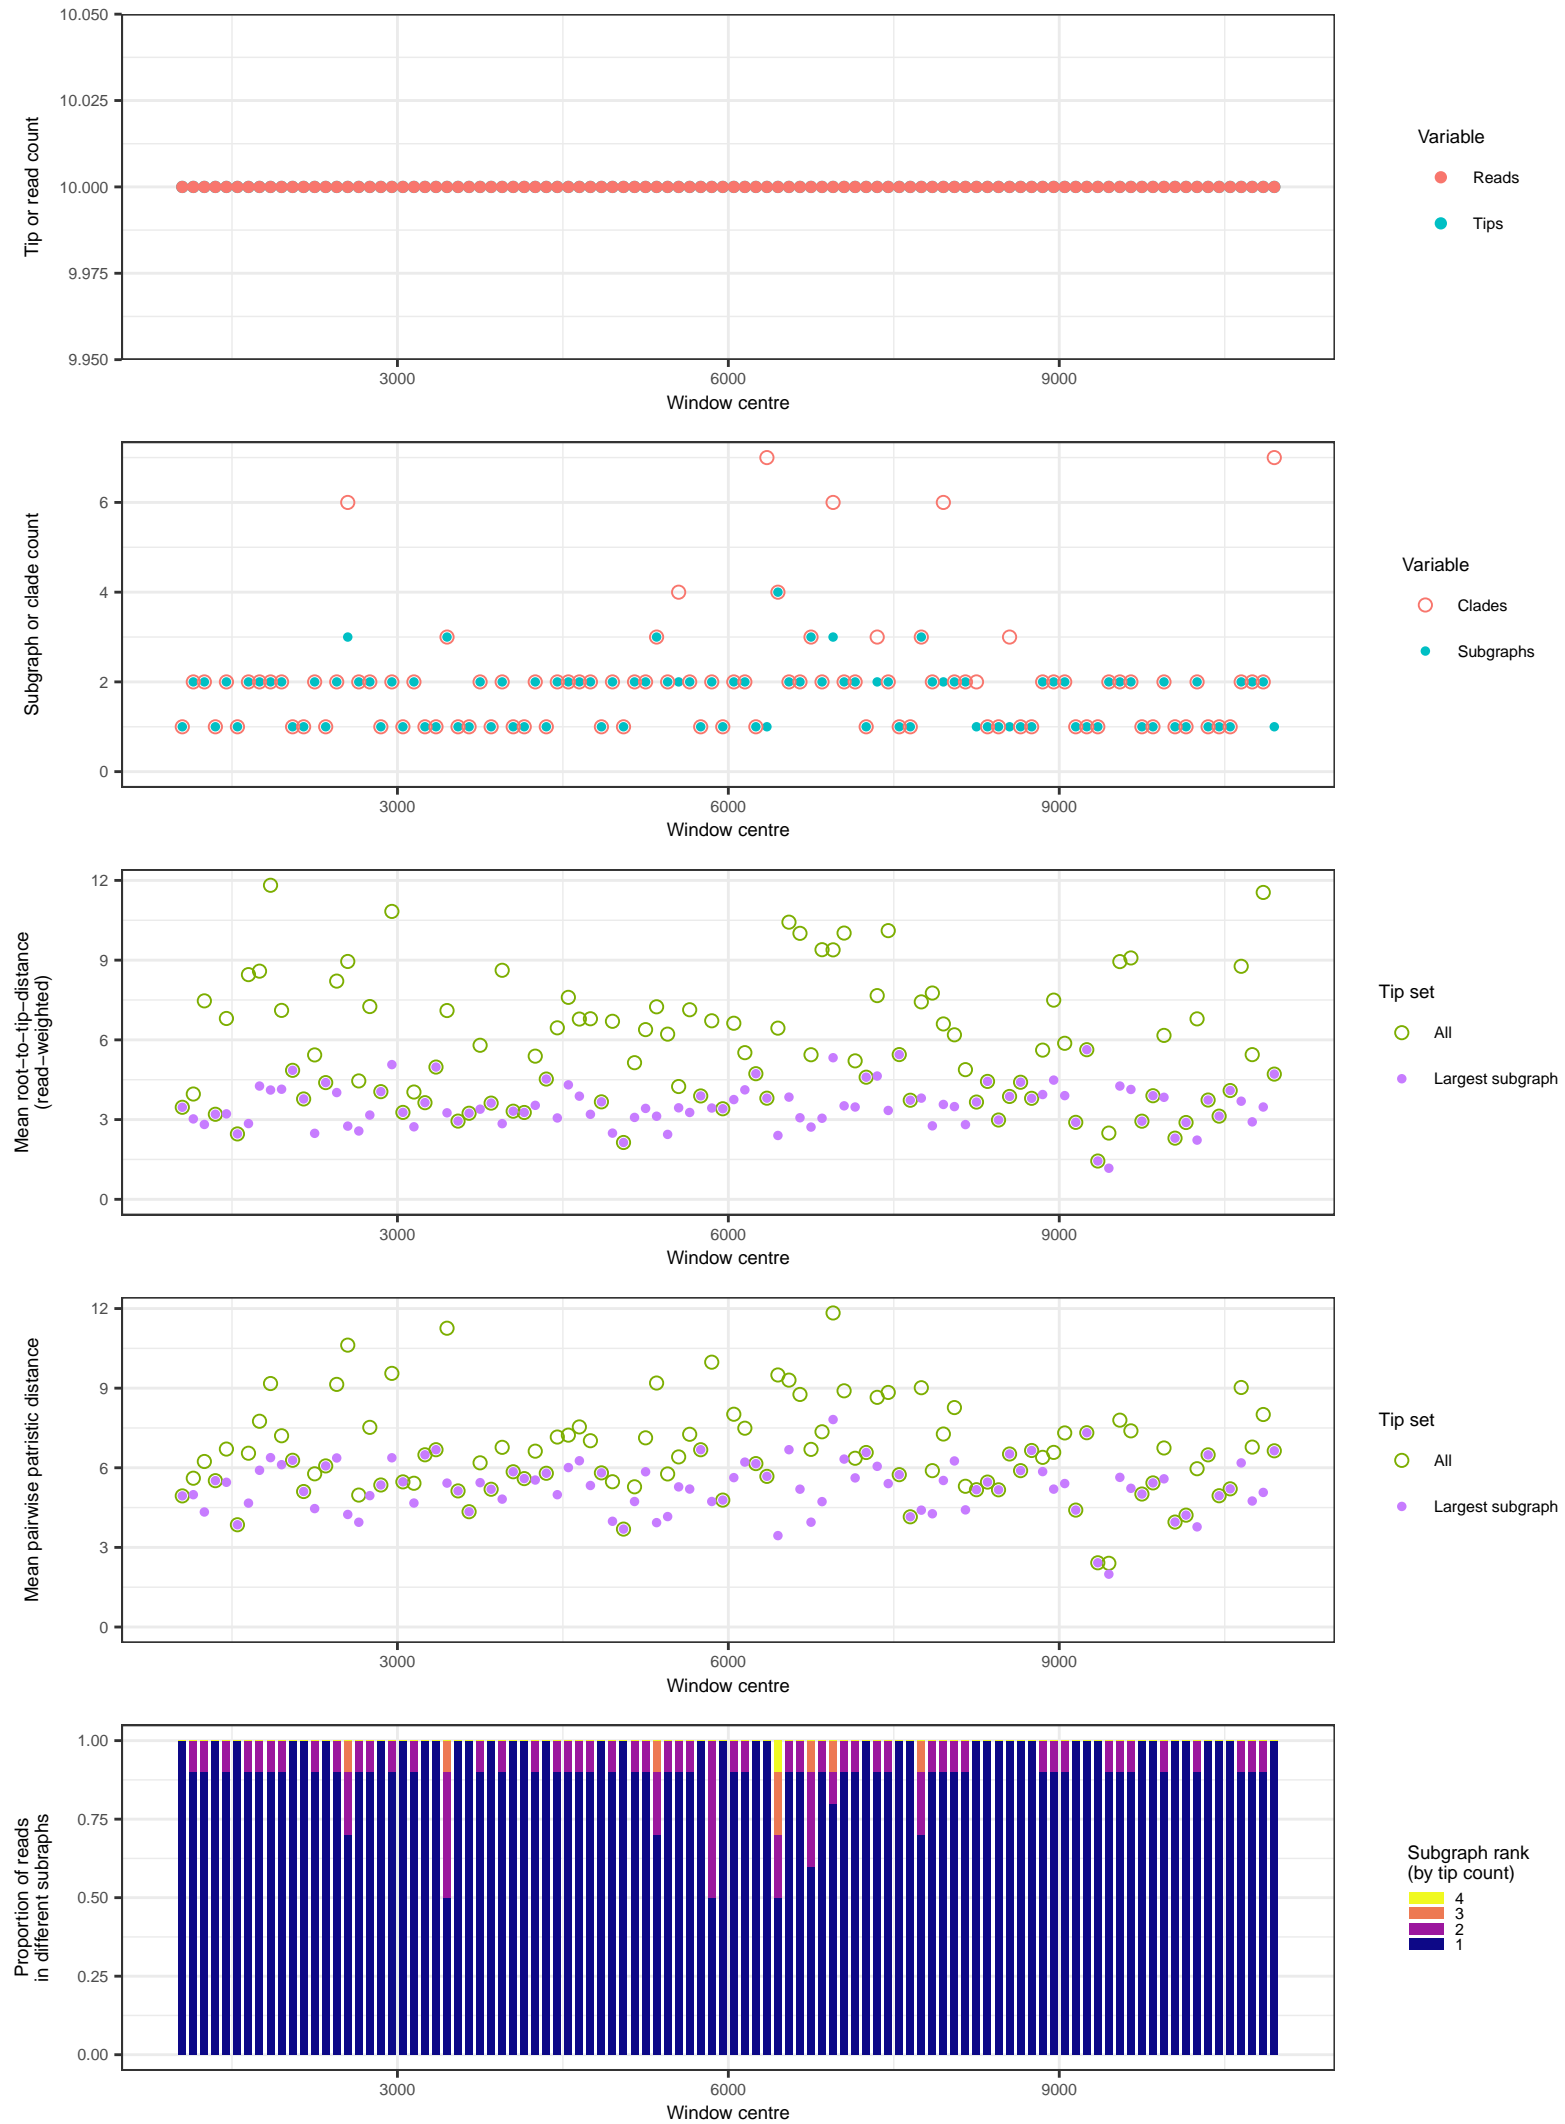 10.050
10.025
10.000
9.975
9.950
Tip or read count
3000
6000
9000
Window centre
Variable
Reads
Tips
6
4
2
0
Subgraph or clade count
3000
6000
9000
Window centre
Variable
Clades
Subgraphs
12
9
6
3
0
Mean root−to−tip−distance
(read−weighted)
3000
6000
9000
Window centre
Tip set
All
Largest subgraph
12
9
6
3
0
Mean pairwise patristic distance
3000
6000
9000
Window centre
Tip set
All
Largest subgraph
1.00
0.75
0.50
0.25
0.00
Proportion of reads
in different subraphs
3000
6000
9000
Window centre
Subgraph rank
(by tip count)
4
3
2
1